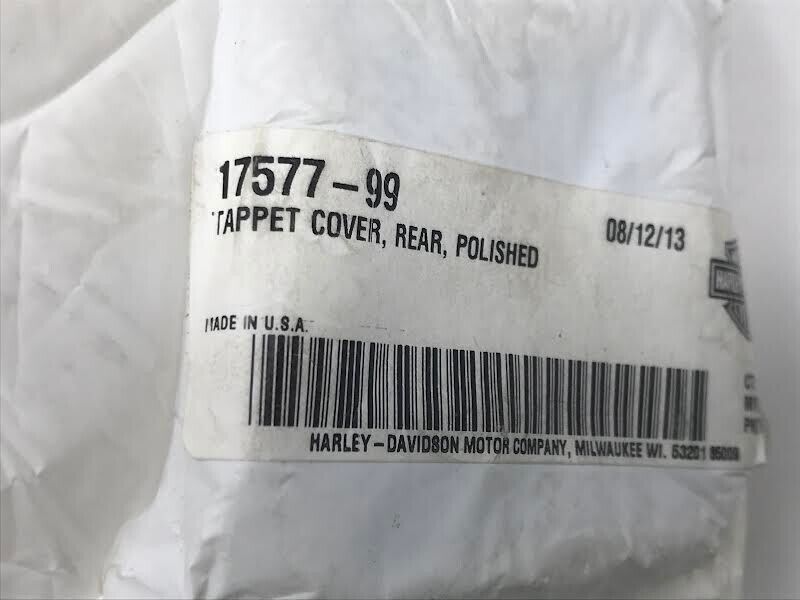 17577-99
TAPPET COVER, REAR, POLISHED
08/12/13
MADE IN U.S.A.
HARLEY-DAVIDSON MOTOR COMPANY, MILWAUKEE WI. 53201